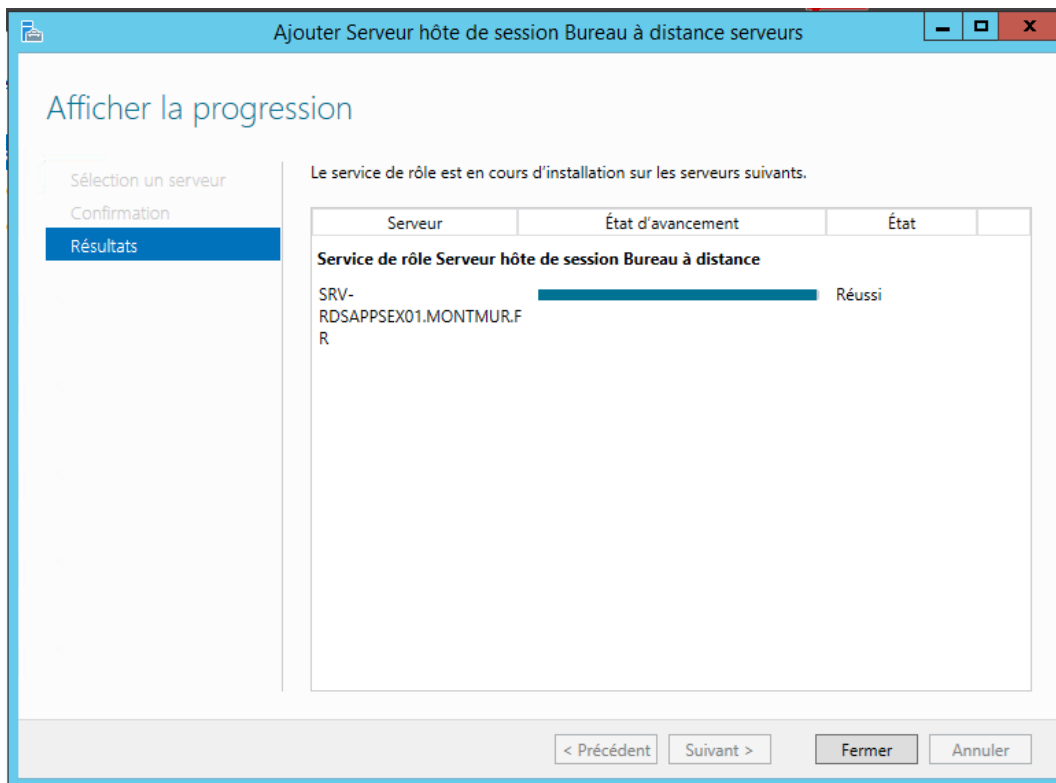 Ajouter Serveur hôte de session Bureau à distance serveurs
Afficher la progression
Sélection un serveur
Confirmation
Résultats
Le service de rôle est en cours d'installation sur les serveurs suivants.
Serveur État d'avancement État
Service de rôle Serveur hôte de session Bureau à distance
SRV- Réussi
RDSAPPSEX01.MONTMUR.F
R
< Précédent Suivant > Fermer Annuler